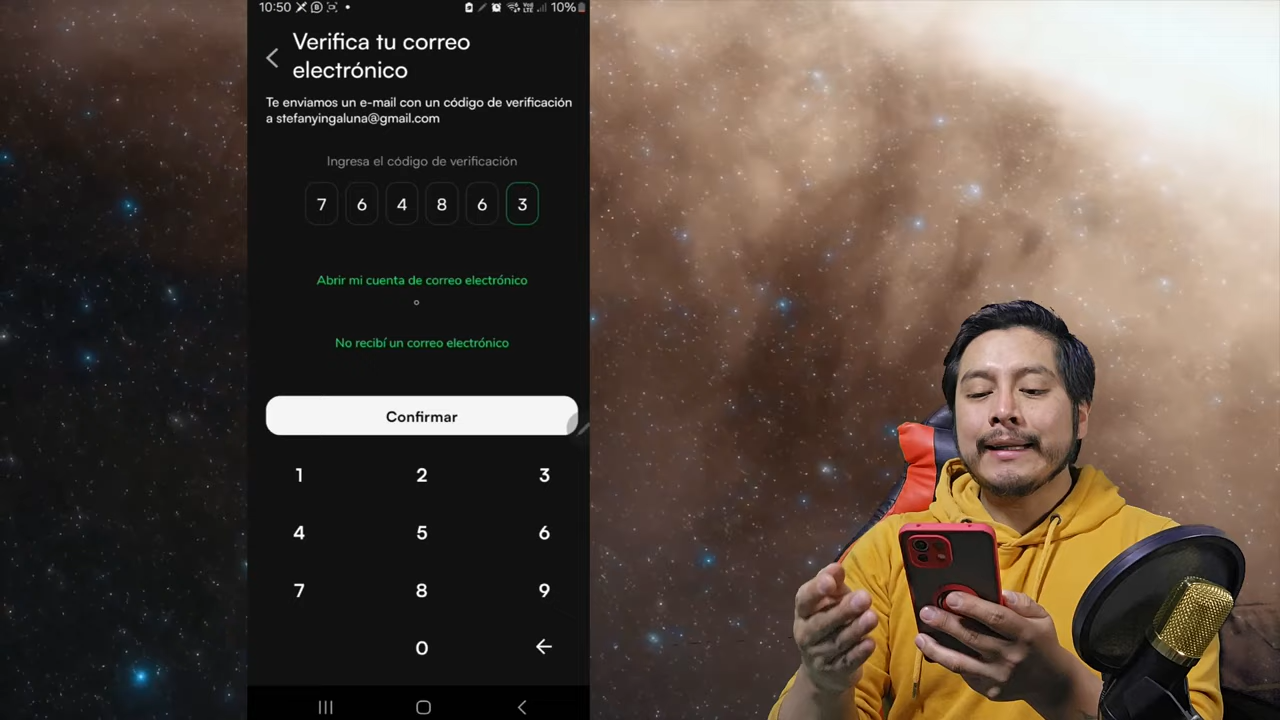 10:50
10%
Verifica tu correo
electrónico
Te enviamos un e-mail con un código de verificación
a stefanyingaluna@gmail.com
Ingresa el código de verificación
7 6 4 8 6 3
Abrir mi cuenta de correo electrónico
o
No recibí un correo electrónico
Confirmar
1 2 3
4 5 6
7 8 9
0